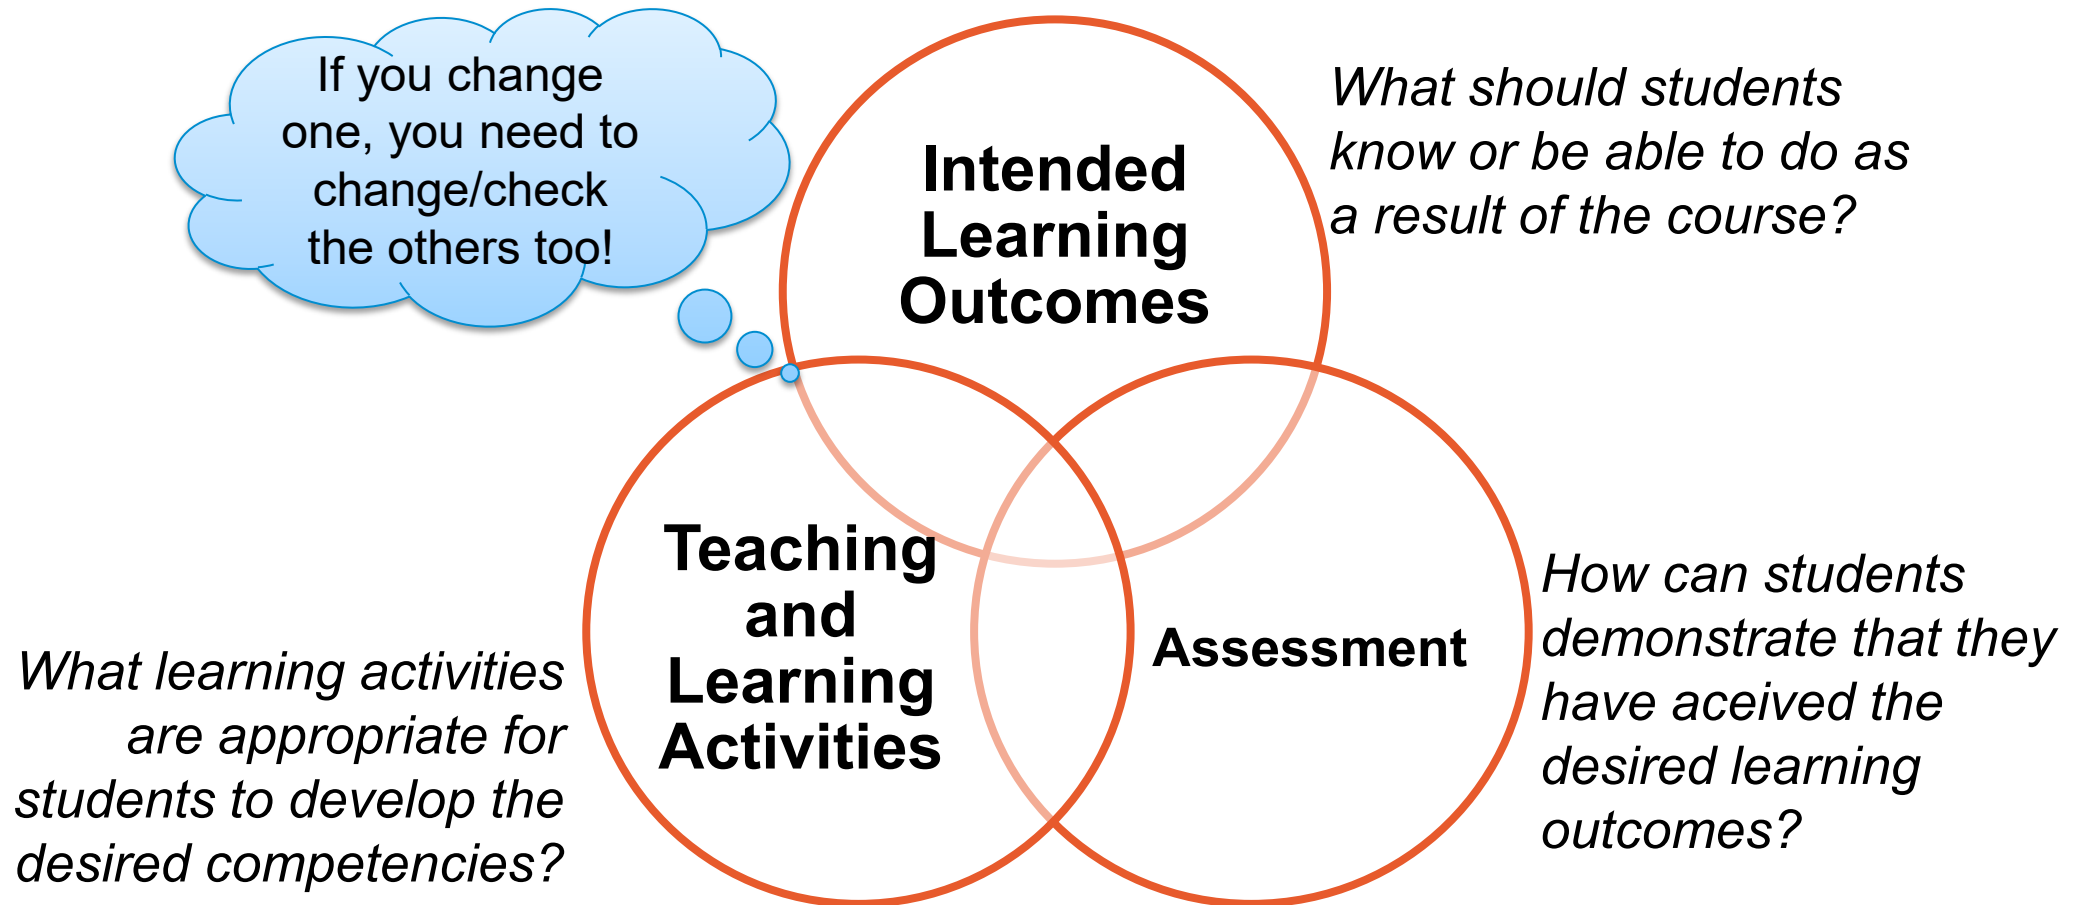 If you change
one, you need to
change/check
the others too!
Intended
Learning
Outcomes
What should students
know or be able to do as
a result of the course?
Teaching
and
Learning
Activities
What learning activities
are appropriate for
students to develop the
desired competencies?
Assessment
How can students
demonstrate that they
have aceived the
desired learning
outcomes?